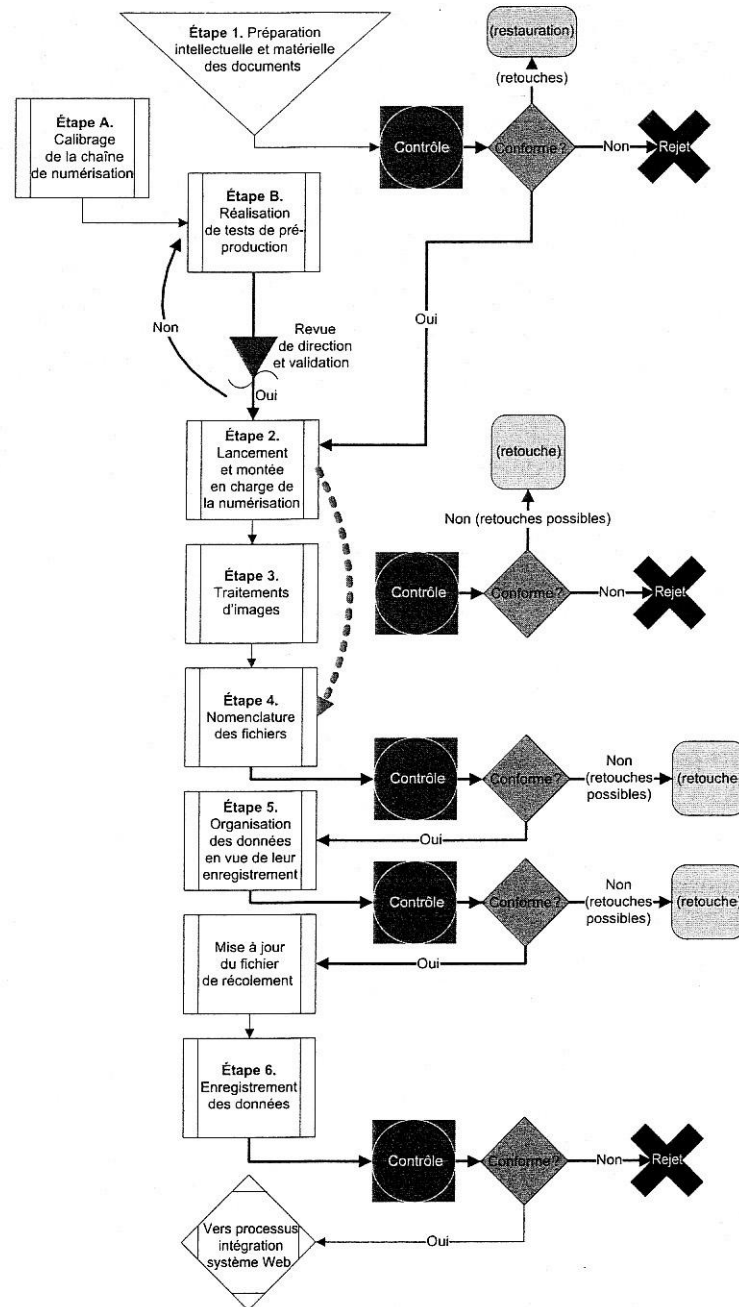 Étape 1. Préparation
intellectuelle et matérielle
des documents
(restauration)
(retouches)
Étape A.
Calibrage
de la chaîne
de numérisation
Contrôle
Conforme ?
Non
Rejet
Étape B.
Réalisation
de tests de pré-
production
Oui
Non
Revue
de direction
et validation
Oui
Étape 2.
Lancement
et montée
en charge de
la numérisation
(retouche)
Non (retouches possibles)
Étape 3.
Traitements
d'images
Contrôle
Conforme ?
Non
Rejet
Étape 4.
Nomenclature
des fichiers
Contrôle
Conforme ?
Non
(retouches
possibles)
(retouche)
Étape 5.
Organisation
des données
en vue de leur
enregistrement
Oui
Contrôle
Conforme ?
Non
(retouches
possibles)
(retouche)
Mise à jour
du fichier
de récolement
Oui
Étape 6.
Enregistrement
des données
Contrôle
Conforme ?
Non
Rejet
Vers processus
intégration
système Web
Oui